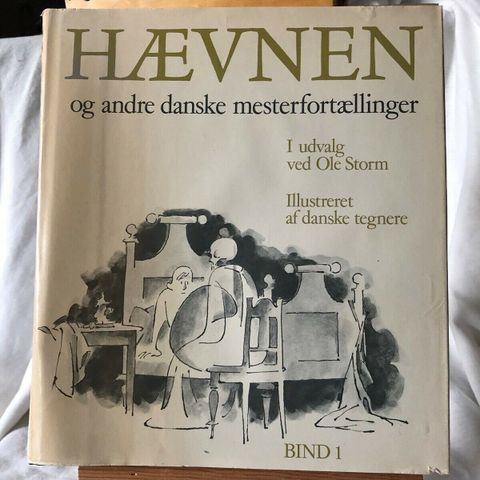 HÆVNEN
og andre danske mesterfortællinger
I udvalg
ved Ole Storm
Illustreret
af danske tegnere
BIND 1